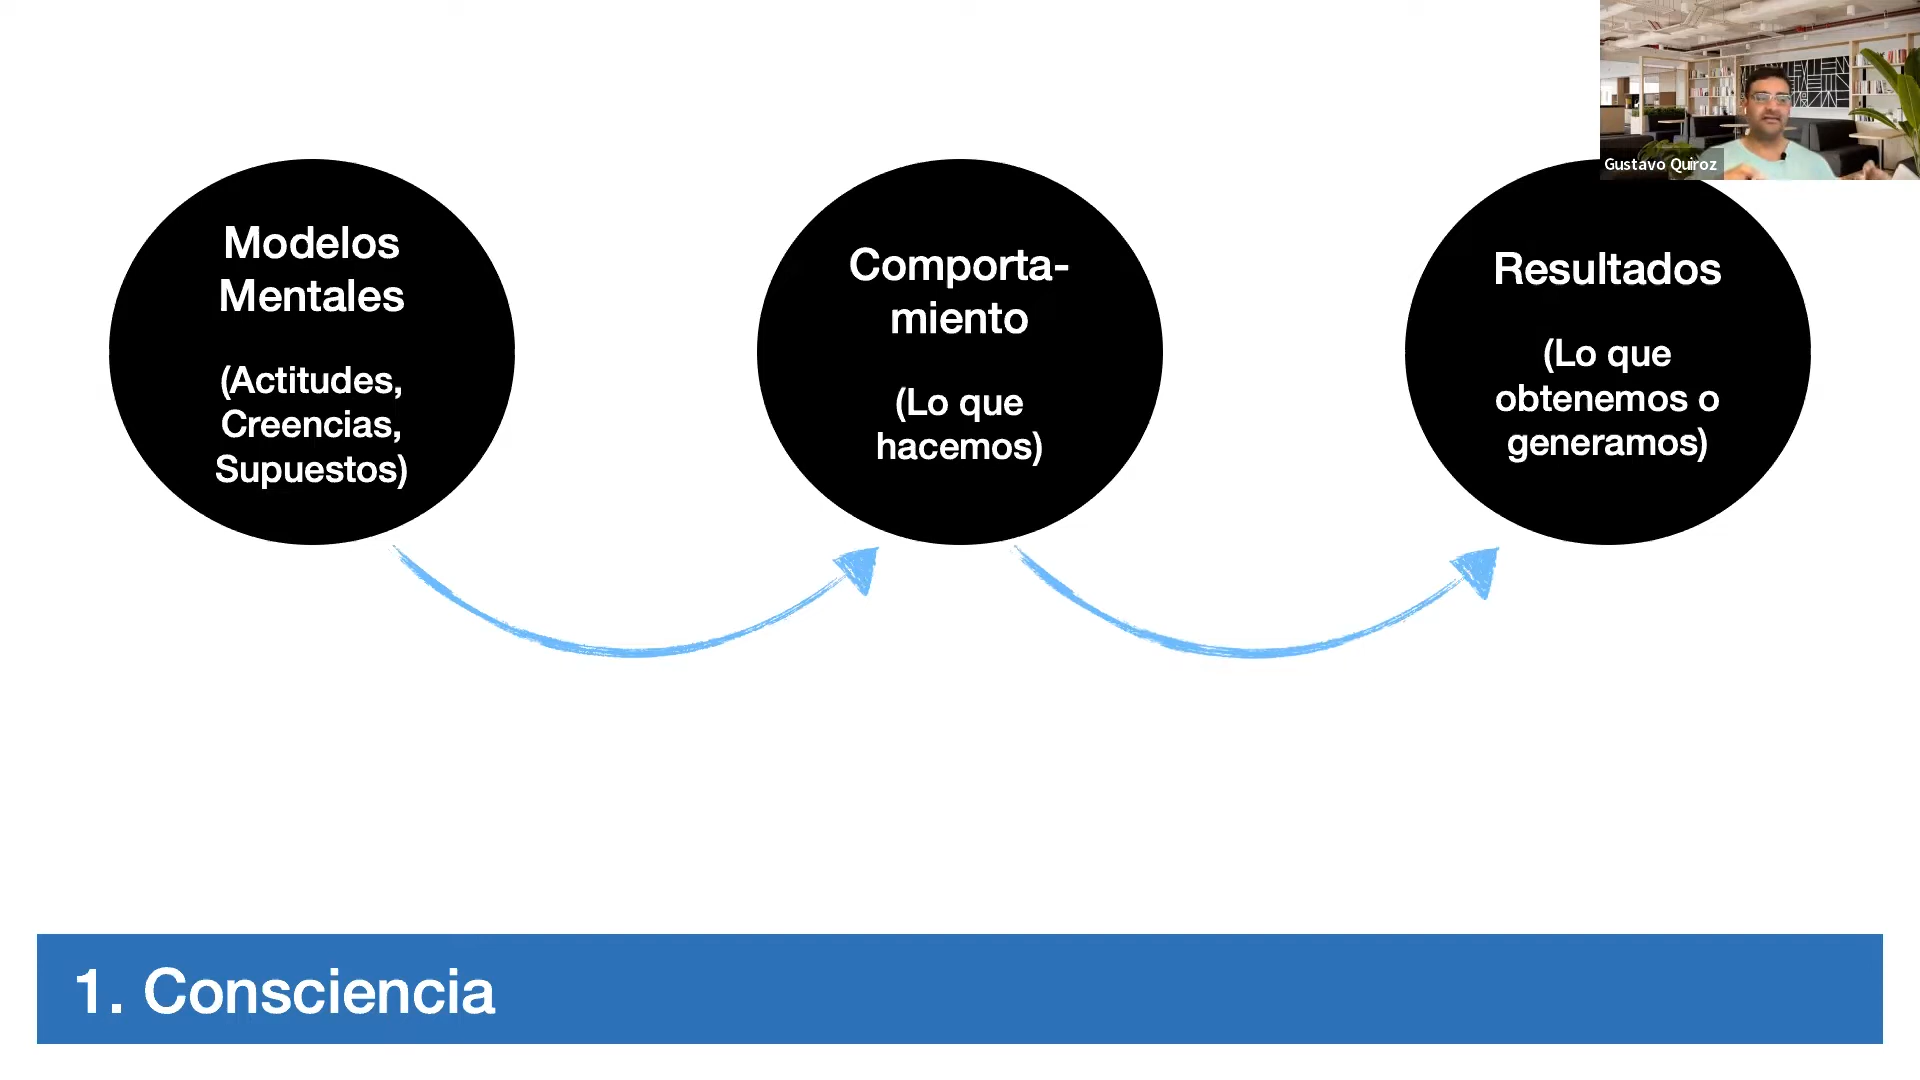 Gustavo Quiroz
Modelos
Mentales
(Actitudes,
Creencias,
Supuestos)
Comporta-
miento
(Lo que
hacemos)
Resultados
(Lo que
obtenemos o
generamos)
1. Consciencia